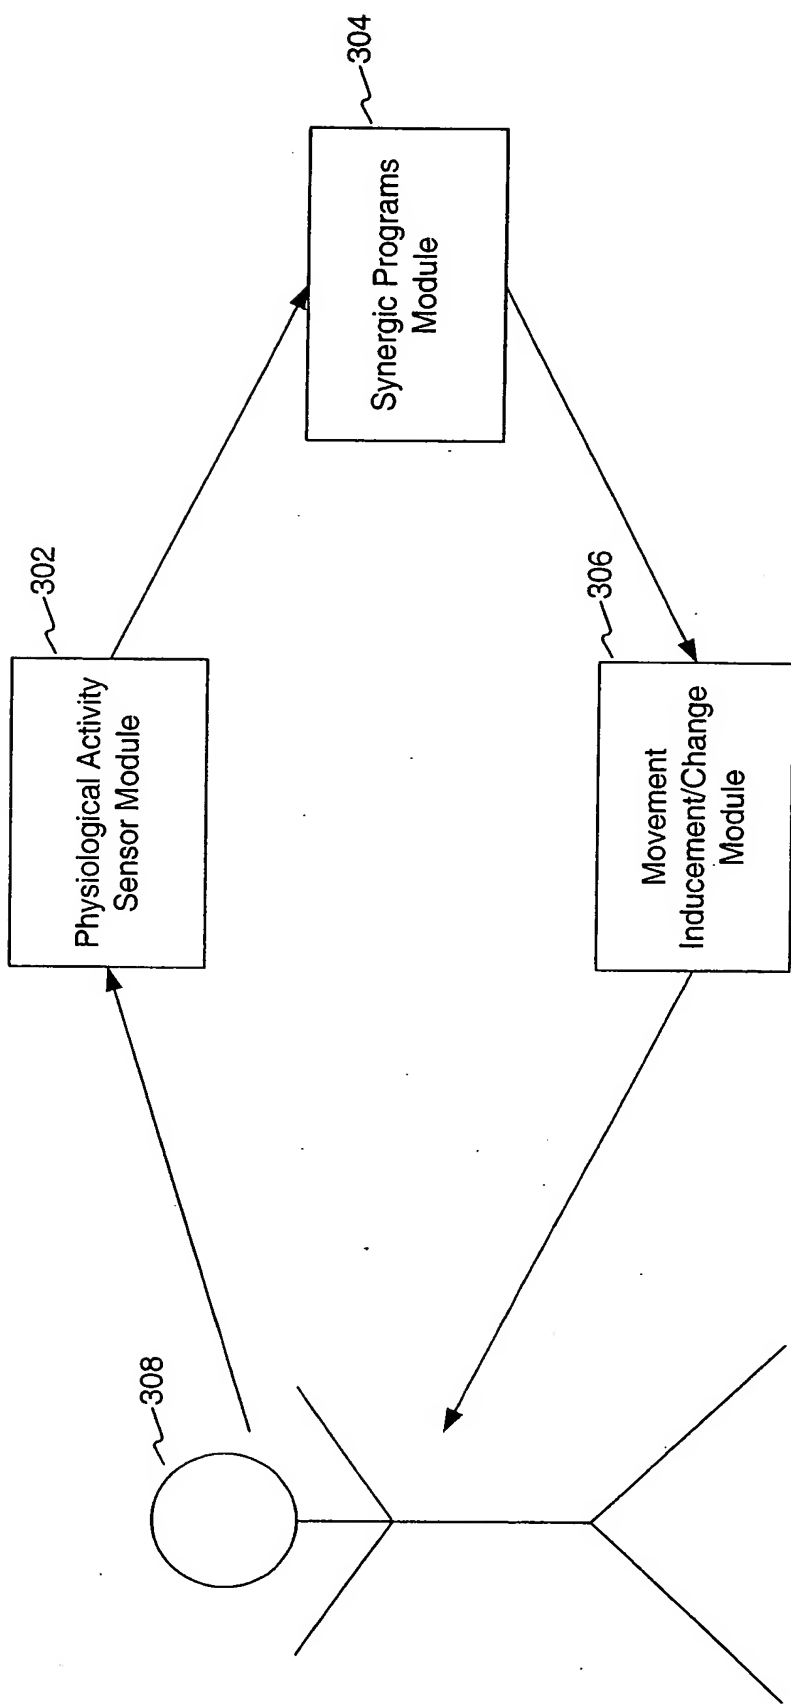 308
302
Physiological Activity
Sensor Module
304
Synergic Programs
Module
306
Movement
Inducement/Change
Module